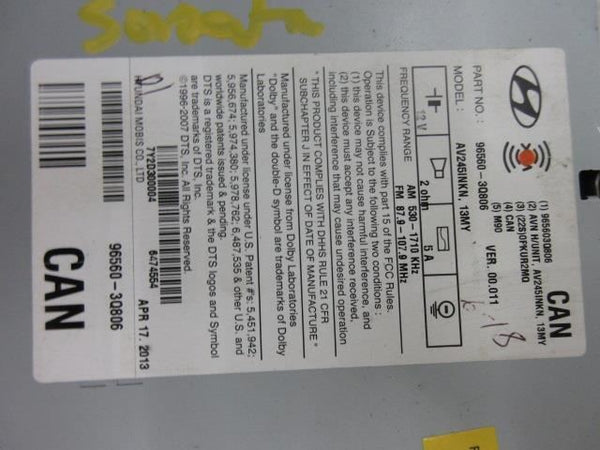 Sonata
PART NO.: 96560-3Q806
MODEL: AV245INKN, 13MY
VER. 00.011
(1) 965603Q806
(2) AVN H/UNIT, AV245INKN, 13MY
(4) CAN
(5) M90
CAN
12 V
2 ohm
5 A
FREQUENCY RANGE
AM 530~1710 KHz
FM 87.9~107.9 MHz
This device complies with part 15 of the FCC Rules.
Operation is Subject to the following two conditions:
(1) this device may not cause harmful interference, and
(2) this device must accept any interference received,
including interference that may cause undesired operation
"THIS PRODUCT COMPLIES WITH DHHS RULE 21 CFR
SUBCHAPTER J IN EFFECT OF DATE OF MANUFACTURE"
Manufactured under license from Dolby Laboratories
"Dolby" and the double-D symbol are trademarks of Dolby
Laboratories
Manufactured under license under U.S. Patent #'s: 5,451,942;
5,956,674; 5,974,380; 5,978,762; 6,487,535 & other U.S. and
worldwide patents issued & pending.
DTS is a registered trademark & the DTS logos and Symbol
are trademarks of DTS, Inc.
©1996-2007 DTS, Inc. All Rights Reserved.
HYUNDAI MOBIS CO., LTD
APR 17. 2013
7Y2D300004
6474554
96560-3Q806
CAN